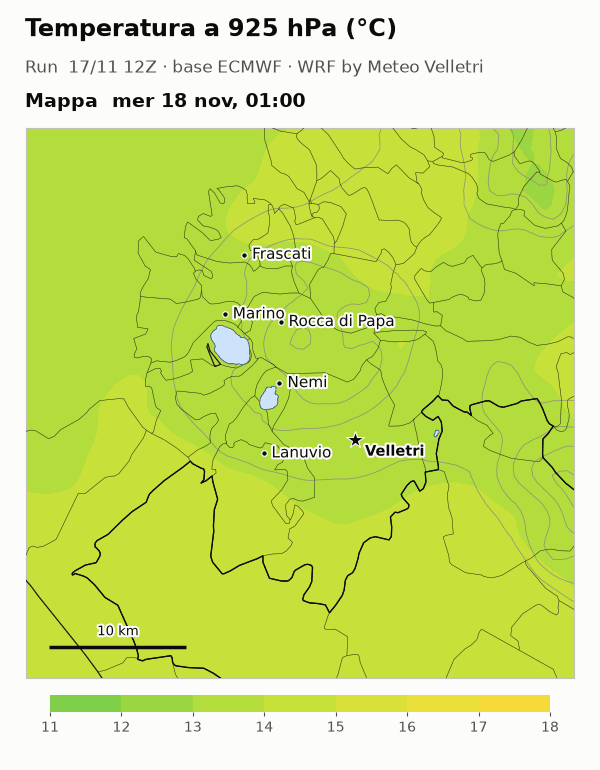 Temperatura a 925 hPa (°C)
Run  17/11 12Z · base ECMWF · WRF by Meteo Velletri
Mappa  mer 18 nov, 01:00
Frascati
Marino
Rocca di Papa
Nemi
Velletri
Lanuvio
10 km
11 12 13 14 15 16 17 18